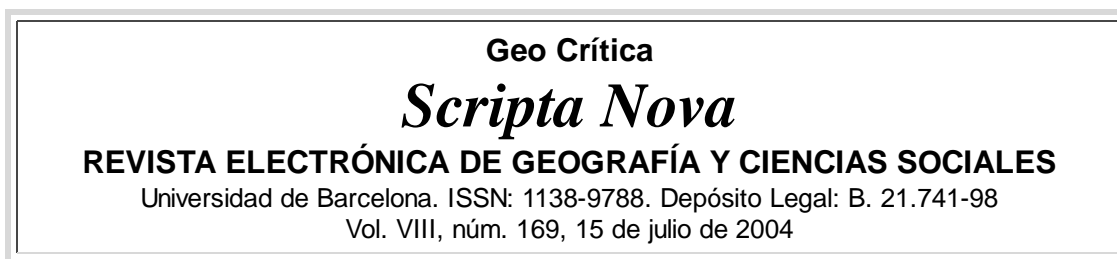 Geo Crítica
Scripta Nova
REVISTA ELECTRÓNICA DE GEOGRAFÍA Y CIENCIAS SOCIALES
Universidad de Barcelona. ISSN: 1138-9788. Depósito Legal: B. 21.741-98
Vol. VIII, núm. 169, 15 de julio de 2004